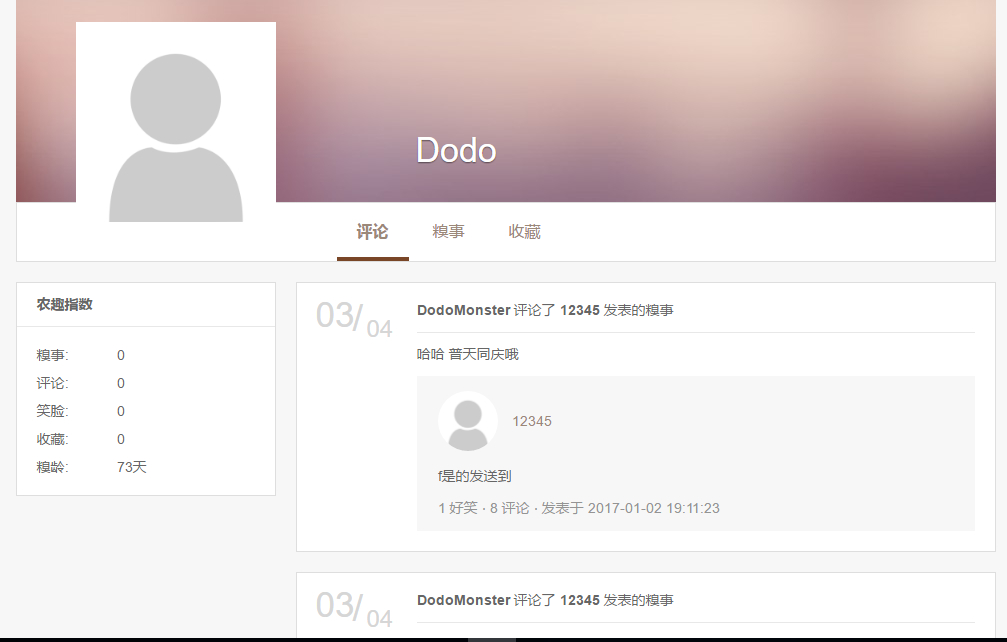 Dodo
评论 糗事 收藏
农趣指数
糗事: 0
评论: 0
笑脸: 0
收藏: 0
糗龄: 73天
03/04
DodoMonster 评论了 12345 发表的糗事
哈哈 普天同庆哦
12345
f是的发送到
1 好笑 · 8 评论 · 发表于 2017-01-02 19:11:23
03/04
DodoMonster 评论了 12345 发表的糗事